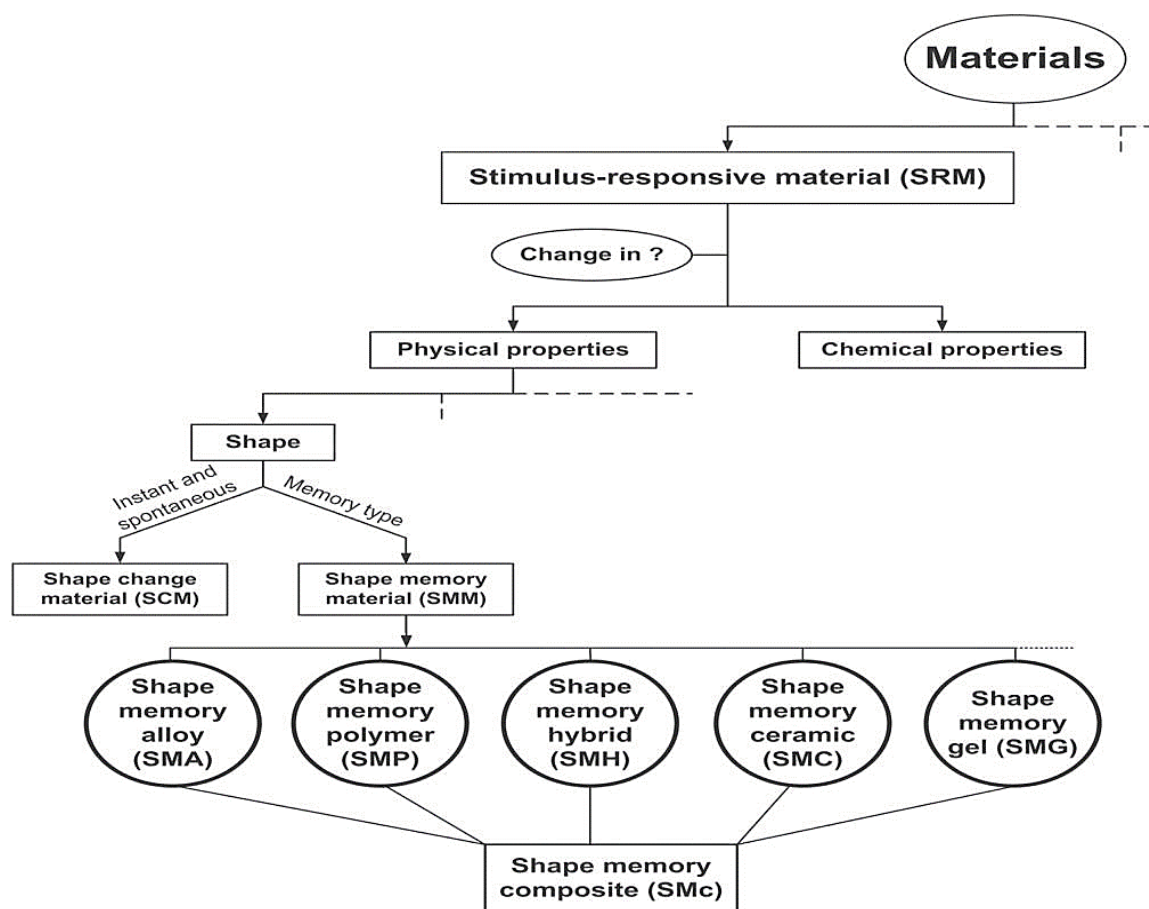 Materials
Stimulus-responsive material (SRM)
Change in ?
Physical properties
Chemical properties
Shape
Instant and
spontaneous
Memory type
Shape change
material (SCM)
Shape memory
material (SMM)
Shape
memory
alloy
(SMA)
Shape
memory
polymer
(SMP)
Shape
memory
hybrid
(SMH)
Shape
memory
ceramic
(SMC)
Shape
memory
gel (SMG)
Shape memory
composite (SMc)